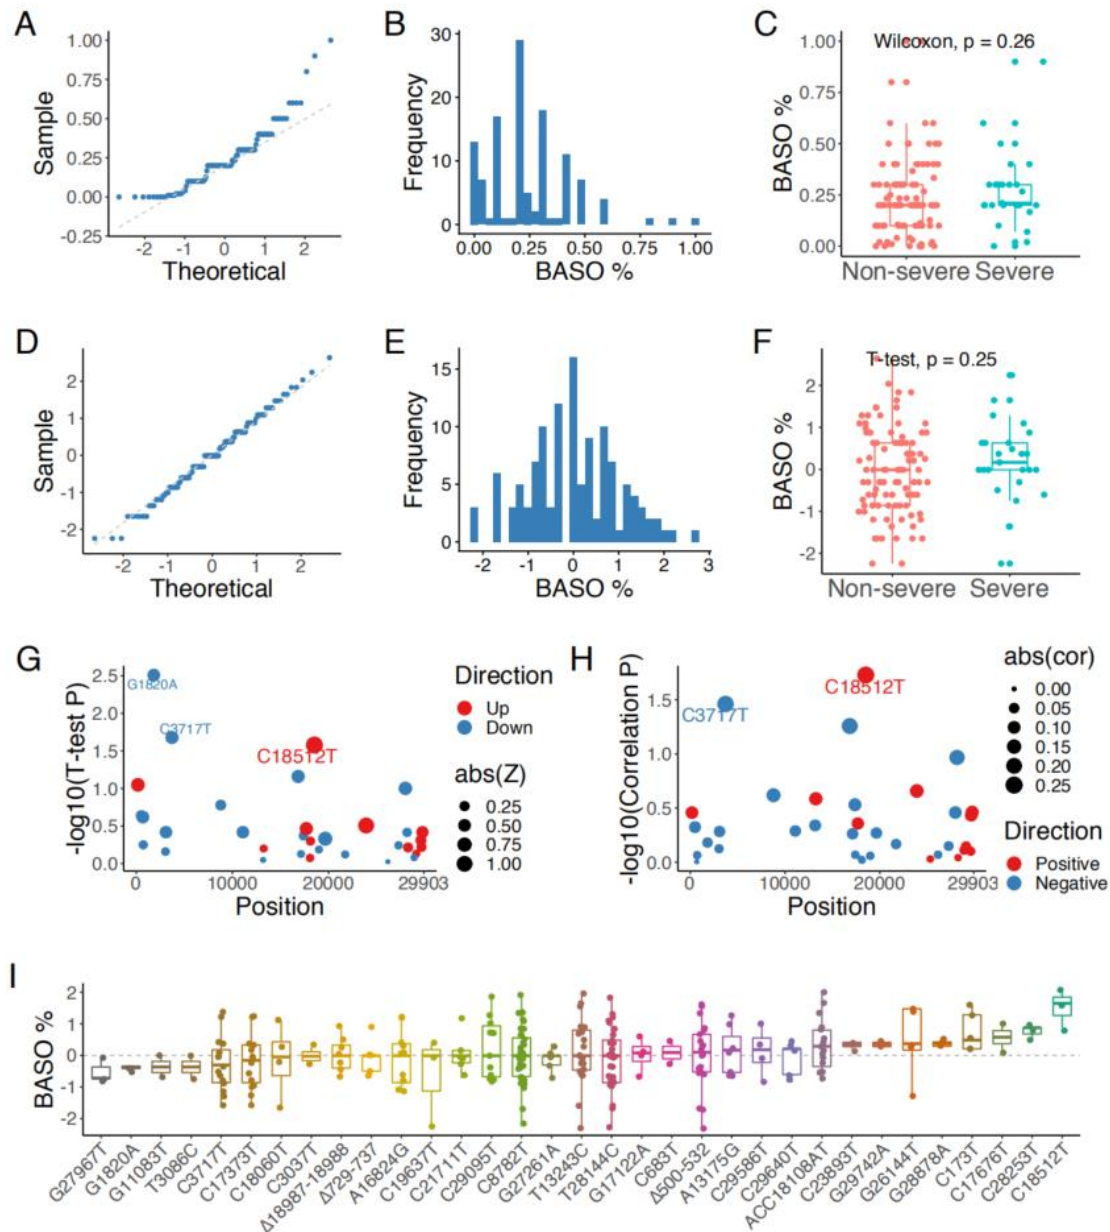 A
B
C
1.00
0.75
0.50
0.25
0.00
-0.25
Sample
-2 -1 0 1 2
Theoretical
30
20
10
0
Frequency
0.00 0.25 0.50 0.75 1.00
BASO %
Wilcoxon, p = 0.26
1.00
0.75
0.50
0.25
0.00
BASO %
Non-severe Severe
D
E
F
2
1
0
-1
-2
Sample
-2 -1 0 1 2
Theoretical
15
10
5
0
Frequency
-2 -1 0 1 2 3
BASO %
T-test, p = 0.25
2
1
0
-1
-2
BASO %
Non-severe Severe
G
2.5
2.0
1.5
1.0
0.5
0.0
-log10(T-test P)
G1820A
C3717T
C18512T
0 10000 20000 29903
Position
Direction
Up
Down
abs(Z)
0.25
0.50
0.75
1.00
H
1.5
1.0
0.5
0.0
-log10(Correlation P)
C18512T
C3717T
0 10000 20000 29903
Position
abs(cor)
0.00
0.05
0.10
0.15
0.20
0.25
Direction
Positive
Negative
I
2
1
0
-1
-2
BASO %
G27967T
G1820A
G11083T
T3086C
C3717T
C17373T
C18060T
C3037T
Δ18987-18988
Δ729-737
A16824G
C19637T
C21711T
C29095T
C8782T
G27261A
T13243C
T28144C
G17122A
C683T
Δ500-532
A13175G
C29586T
C29640T
ACC18108AT
C23893T
G29742A
G26144T
G28878A
C173T
C17676T
C28253T
C18512T